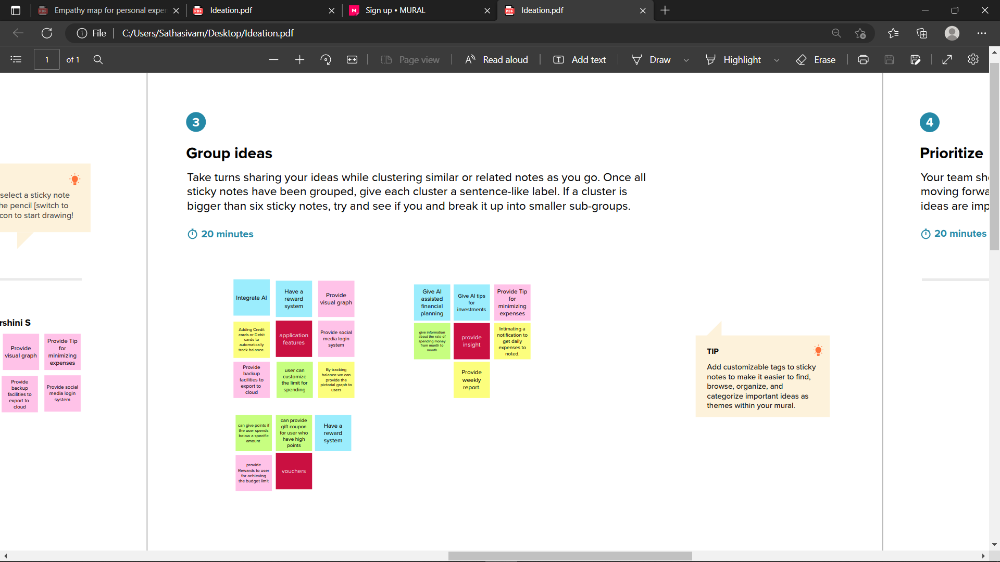 Empathy map for personal exper
Ideation.pdf
Sign up • MURAL
Ideation.pdf
File
C:/Users/Sathasivam/Desktop/Ideation.pdf
1
of 1
Page view
Read aloud
Add text
Draw
Highlight
Erase
select a sticky note
he pencil [switch to
con to start drawing!
rshini S
Provide
visual graph
Provide Tip
for
minimizing
expenses
Provide
backup
facilities to
export to
cloud
Provide social
media login
system
3
Group ideas
Take turns sharing your ideas while clustering similar or related notes as you go. Once all
sticky notes have been grouped, give each cluster a sentence-like label. If a cluster is
bigger than six sticky notes, try and see if you and break it up into smaller sub-groups.
20 minutes
Integrate AI
Have a
reward
system
Provide
visual graph
Adding Credit
cards or Debit
cards to
automatically
track balance.
application
features
Provide social
media login
system
Provide
backup
facilities to
export to
cloud
user can
customize
the limit for
spending
By tracking
balance we can
provide the
pictorial graph to
users
can give points if
the user spends
below a specific
amount
can provide
gift coupon
for user who
have high
points
Have a
reward
system
provide
Rewards to user
for achieving
the budget limit
vouchers
Give AI
assisted
financial
planning
Give AI tips
for
investments
Provide Tip
for
minimizing
expenses
give information
about the rate of
spending money
from month to
month
provide
insight
Intimating a
notification to
get daily
expenses to
noted.
Provide
weekly
report.
TIP
Add customizable tags to sticky
notes to make it easier to find,
browse, organize, and
categorize important ideas as
themes within your mural.
4
Prioritize
Your team sh
moving forwa
ideas are imp
20 minutes